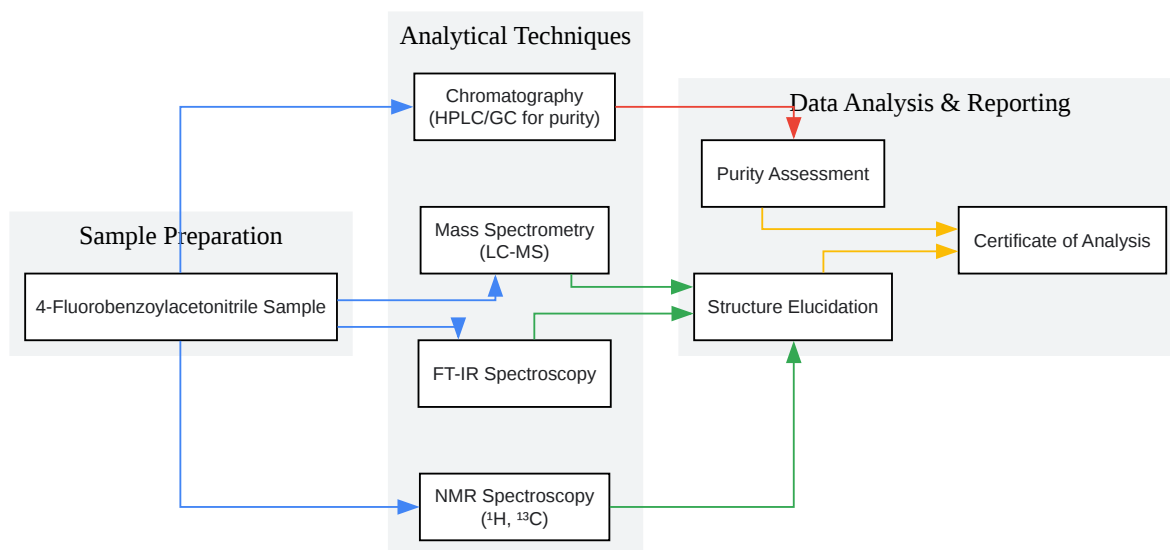 Analytical Techniques
Chromatography
(HPLC/GC for purity)
Data Analysis & Reporting
Purity Assessment
Sample Preparation
Mass Spectrometry
(LC-MS)
Certificate of Analysis
4-Fluorobenzoylacetonitrile Sample
Structure Elucidation
FT-IR Spectroscopy
NMR Spectroscopy
(¹H, ¹³C)